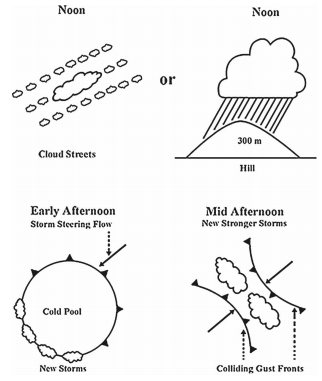 Noon
Noon
or
Cloud Streets
300 m
Hill
Early Afternoon
Storm Steering Flow
Cold Pool
New Storms
Mid Afternoon
New Stronger Storms
Colliding Gust Fronts